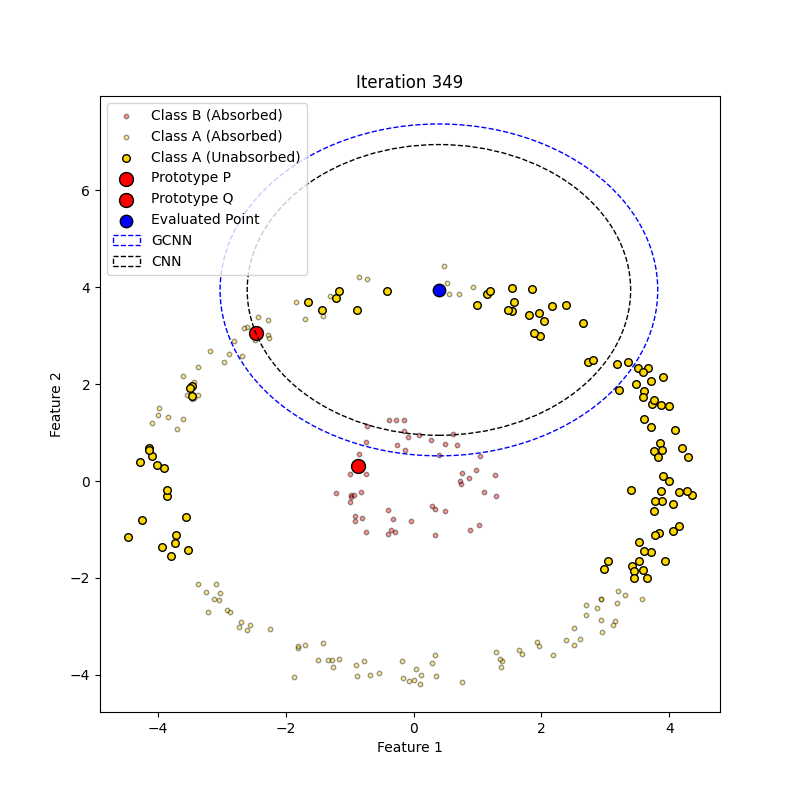 Iteration 349
Class B (Absorbed)
Class A (Absorbed)
Class A (Unabsorbed)
Prototype P
Prototype Q
Evaluated Point
GCNN
CNN
6
4
2
0
−2
−4
Feature 2
−4
−2
0
2
4
Feature 1